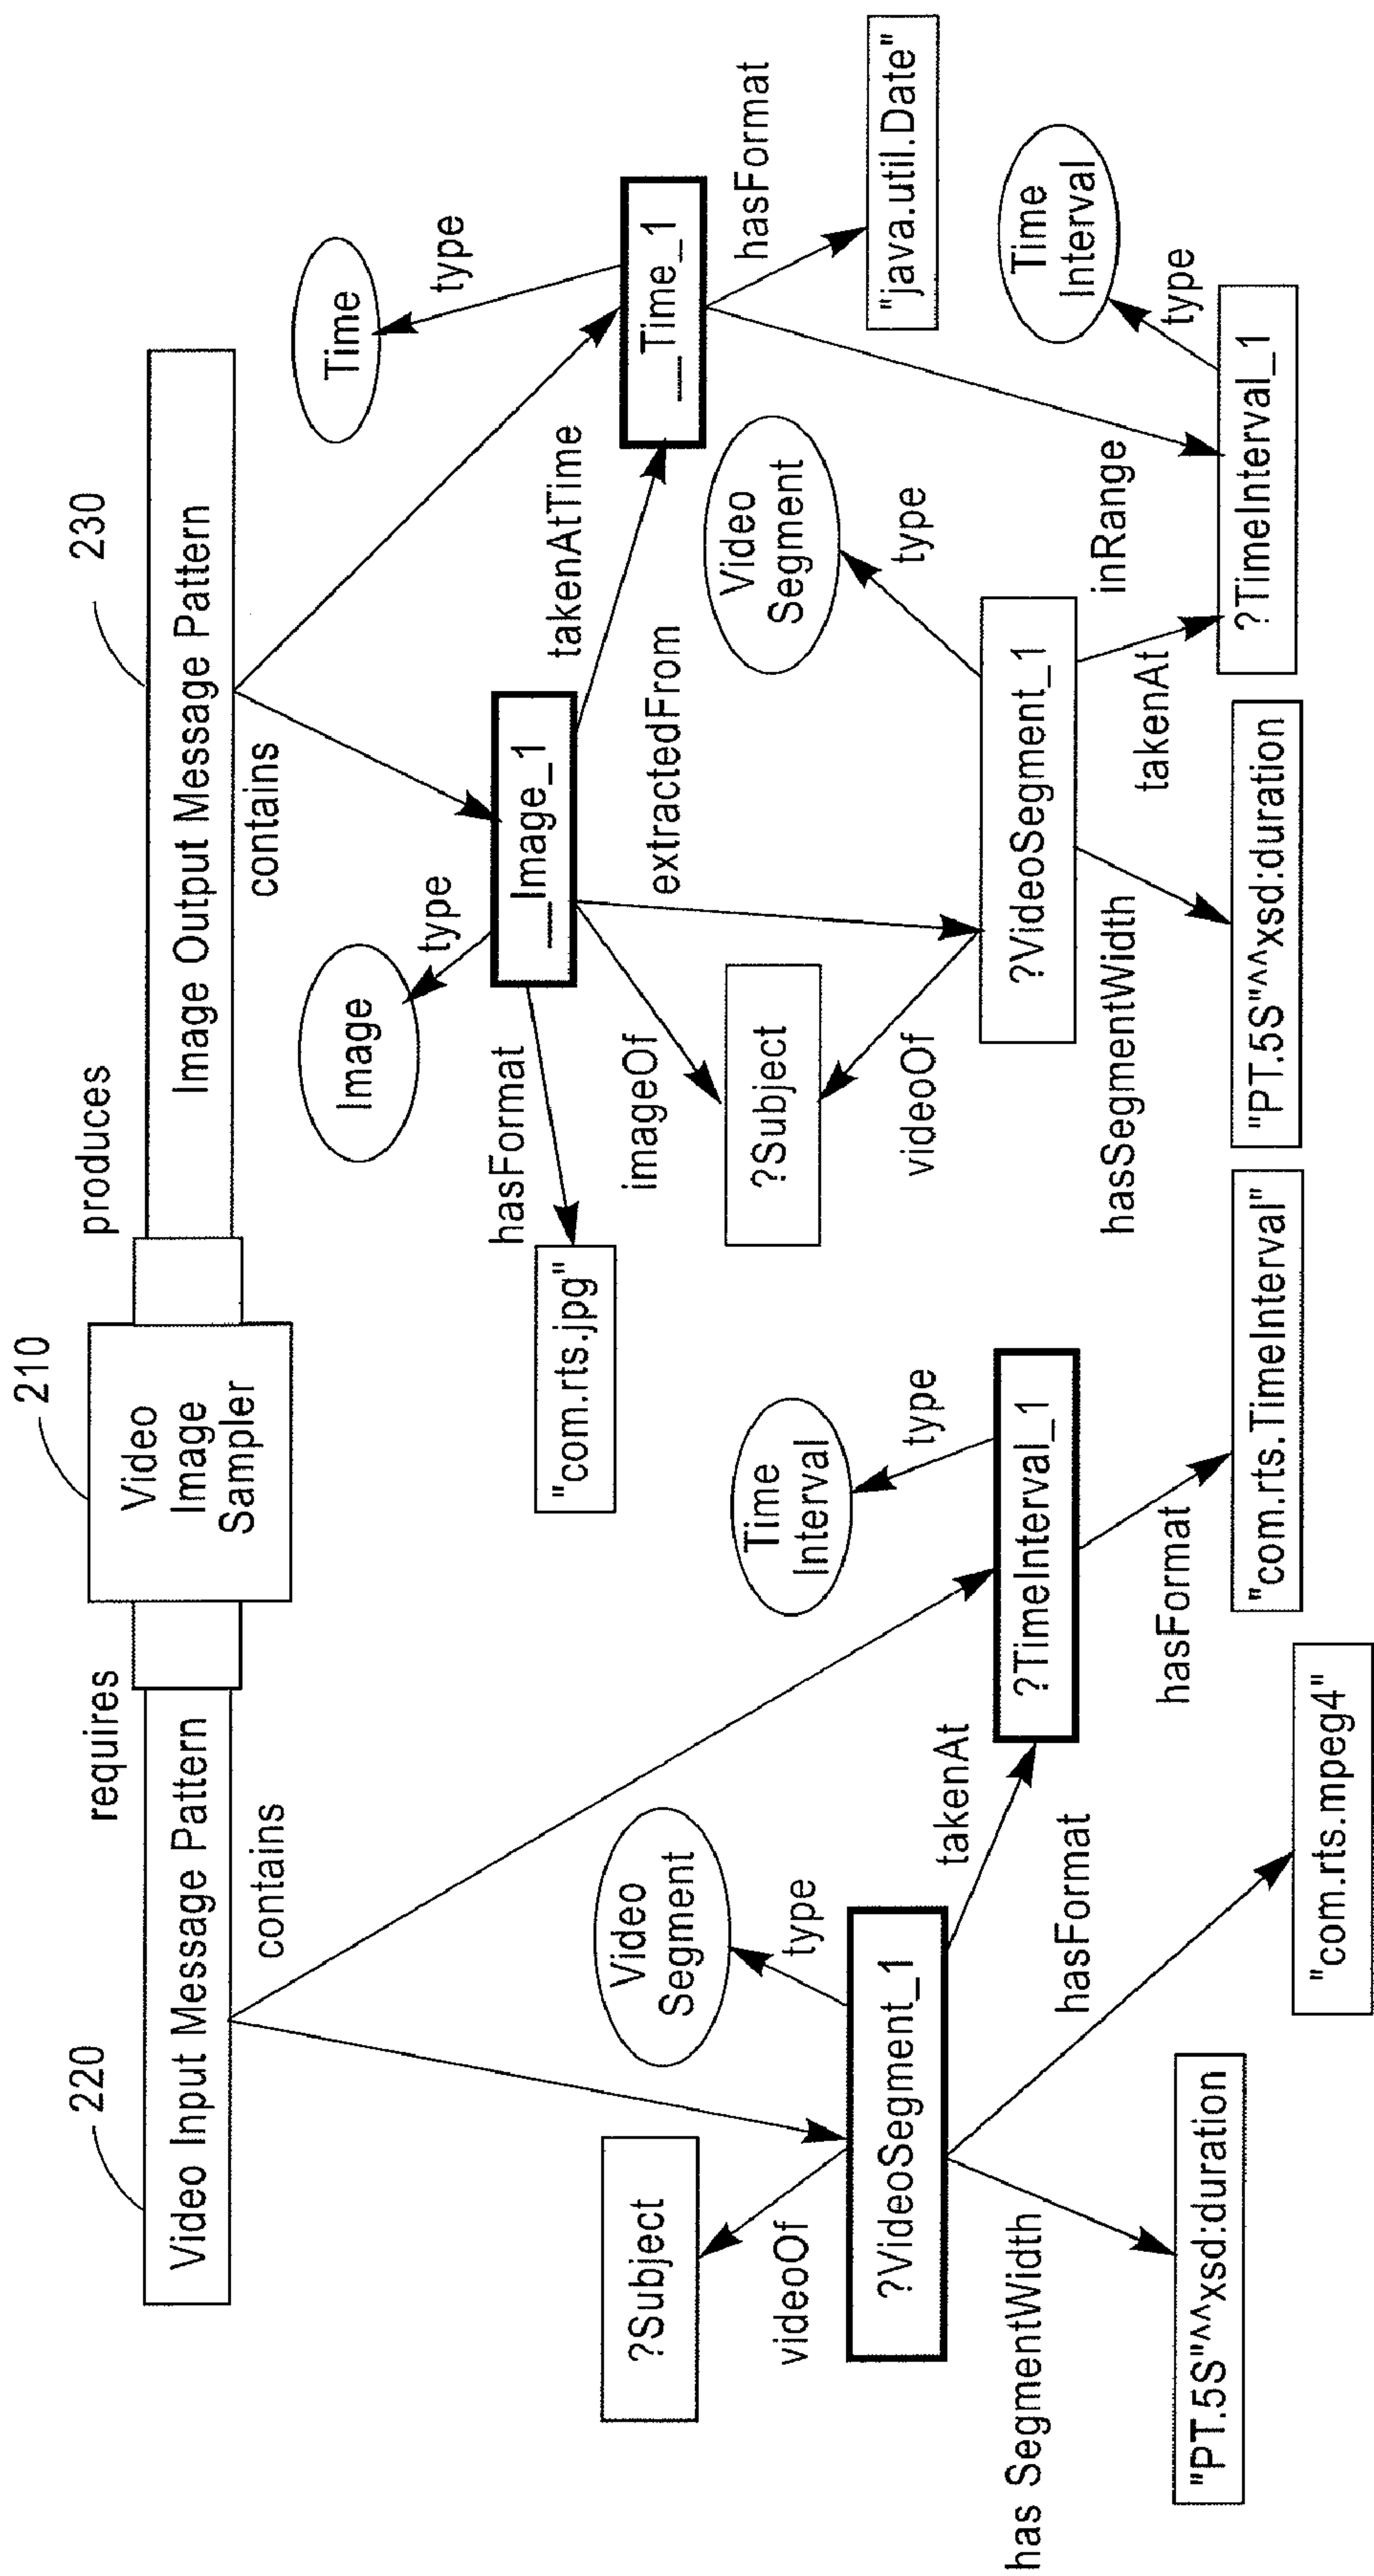 220
210
230
requires
produces
Video Input Message Pattern
Video
Image
Sampler
Image Output Message Pattern
contains
contains
?Subject
videoOf
Video
Segment
type
?VideoSegment_1
has SegmentWidth
"PT.5S"^^xsd:duration
hasFormat
"com.rts.mpeg4"
takenAt
Time
Interval
type
?TimeInterval_1
hasFormat
"com.rts.TimeInterval"
Image
type
__Image_1
hasFormat
"com.rts.jpg"
imageOf
?Subject
videoOf
extractedFrom
takenAtTime
Time
type
__Time_1
hasFormat
"java.util.Date"
Video
Segment
type
?VideoSegment_1
hasSegmentWidth
"PT.5S"^^xsd:duration
takenAt
inRange
Time
Interval
type
?TimeInterval_1